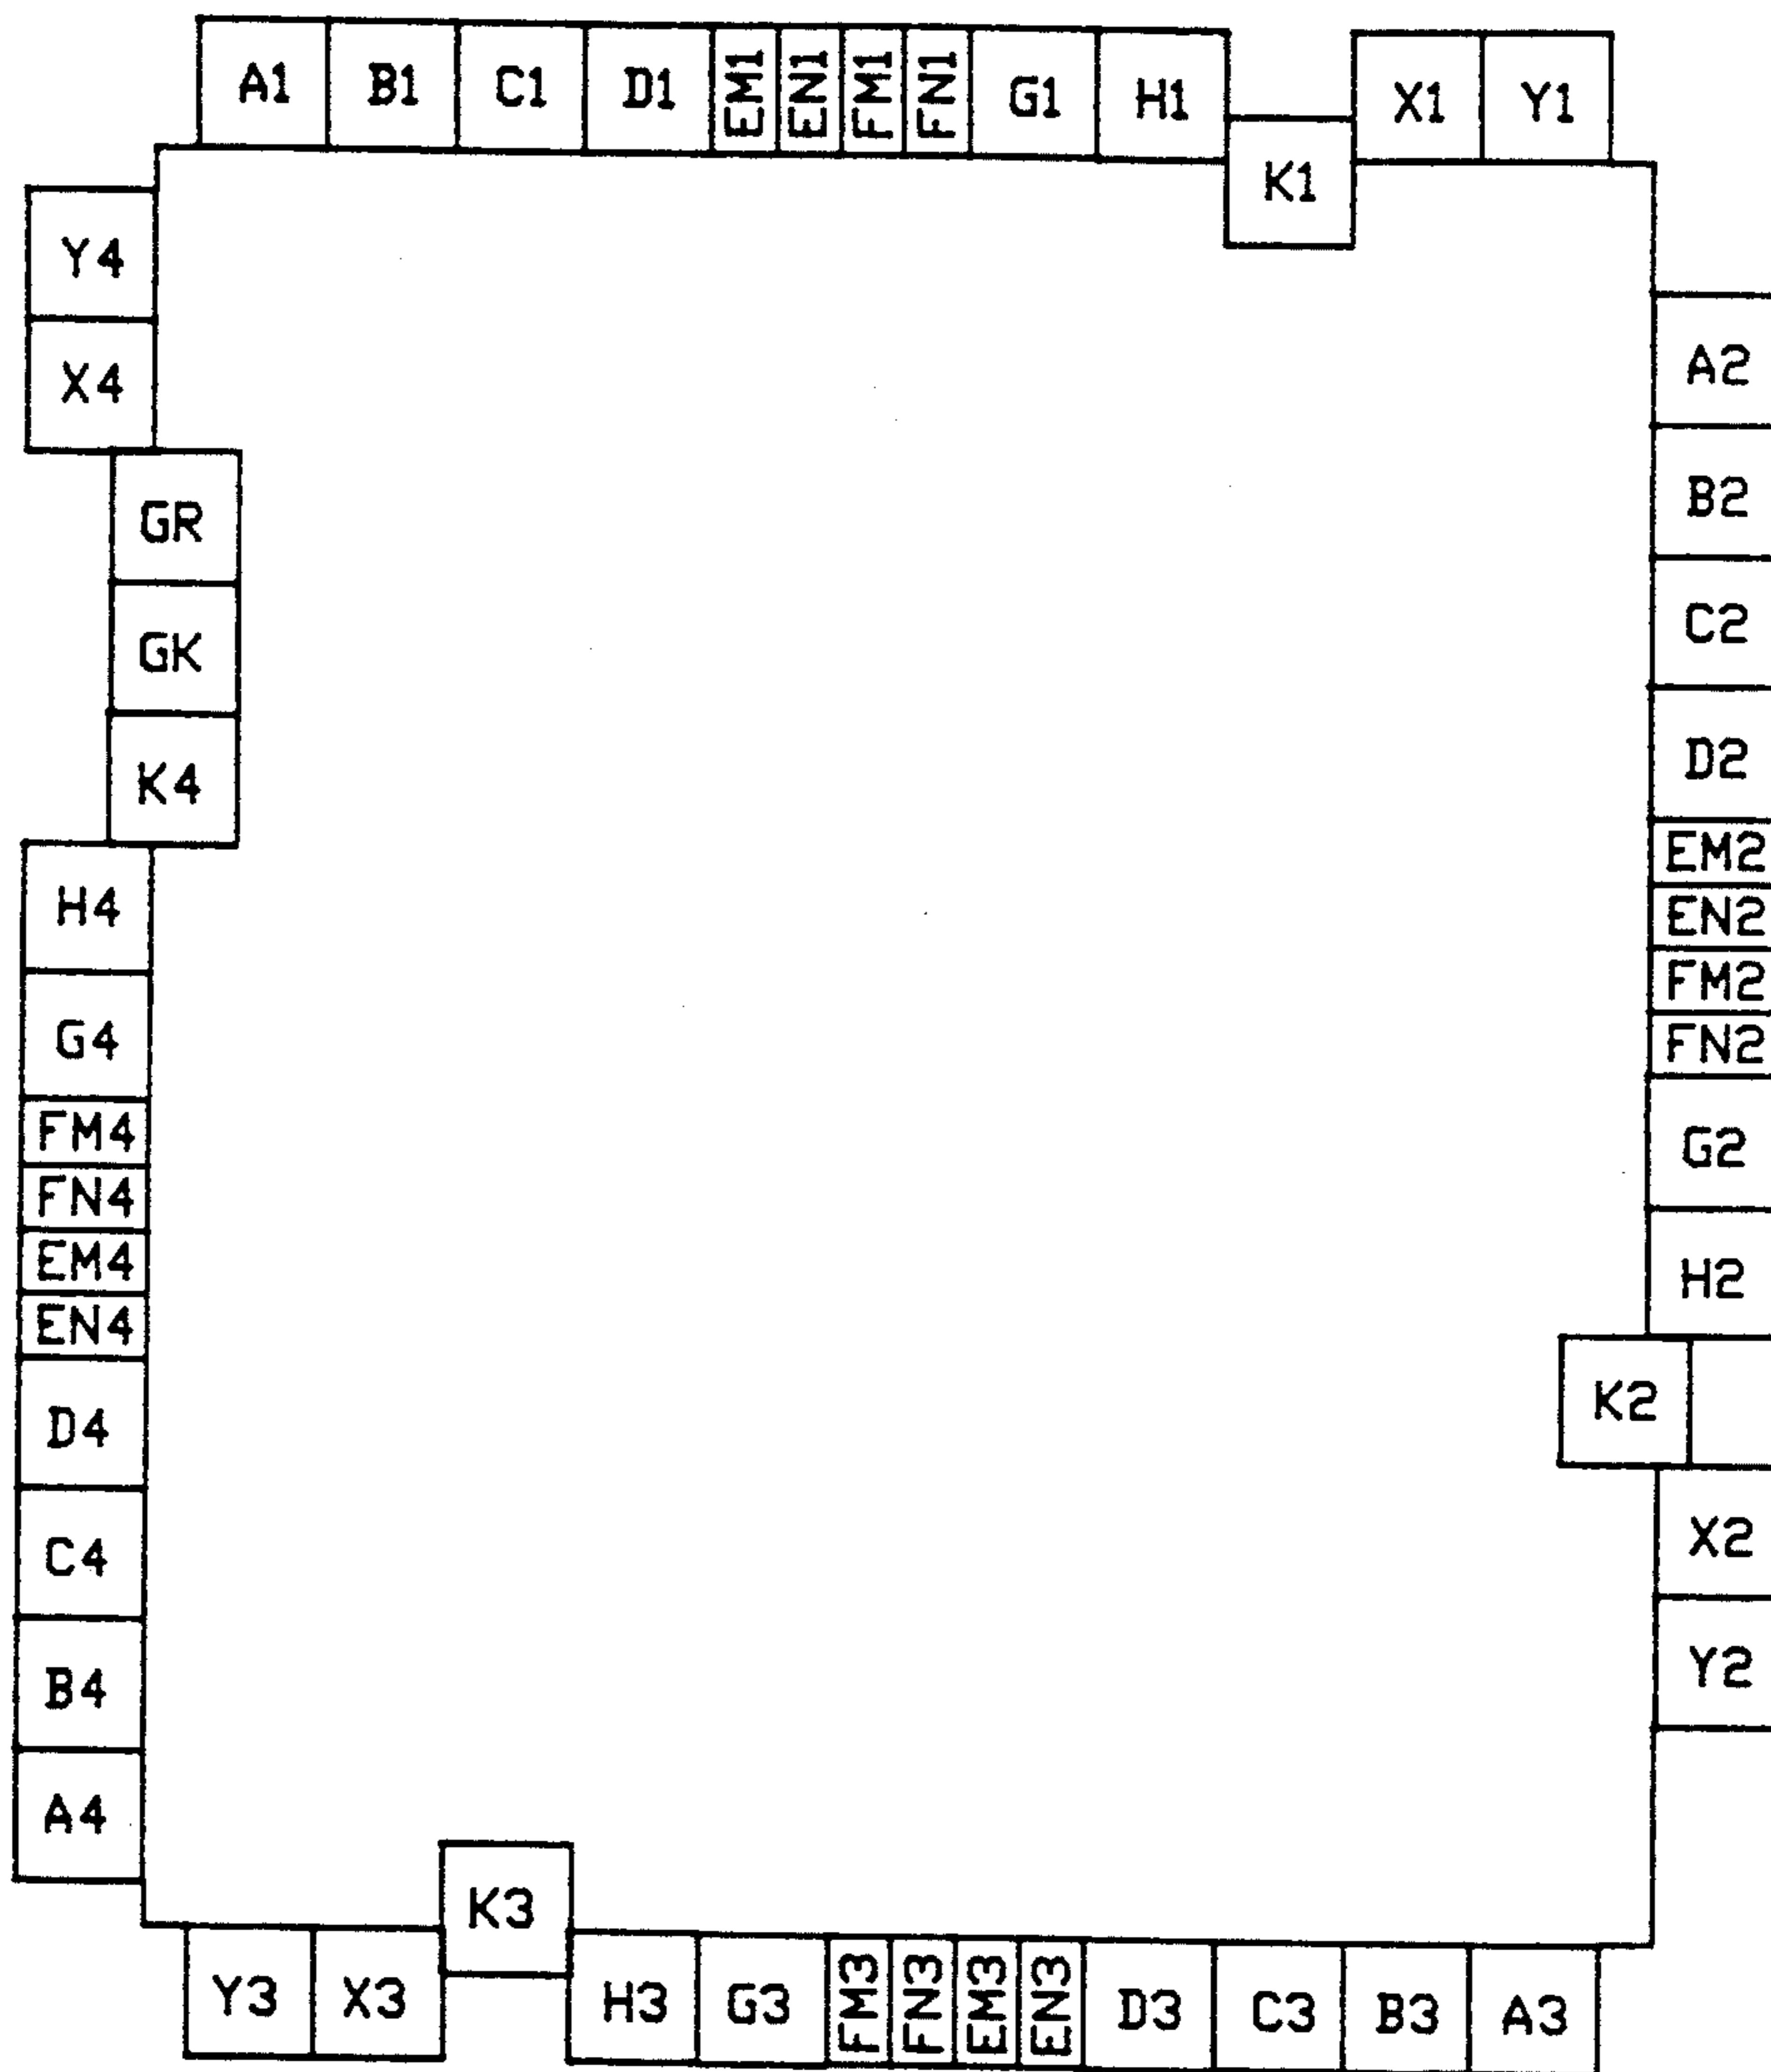 A1 B1 C1 D1 EM1 EN1 FM1 FN1 G1 H1 X1 Y1
K1
Y4
X4
A2
GR
B2
GK
C2
K4
D2
EM2
H4
EN2
FM2
G4
FN2
FM4
G2
FN4
EM4
H2
EN4
K2
D4
C4
X2
B4
Y2
A4
K3
Y3 X3 H3 G3 FM3 FN3 EM3 EN3 D3 C3 B3 A3